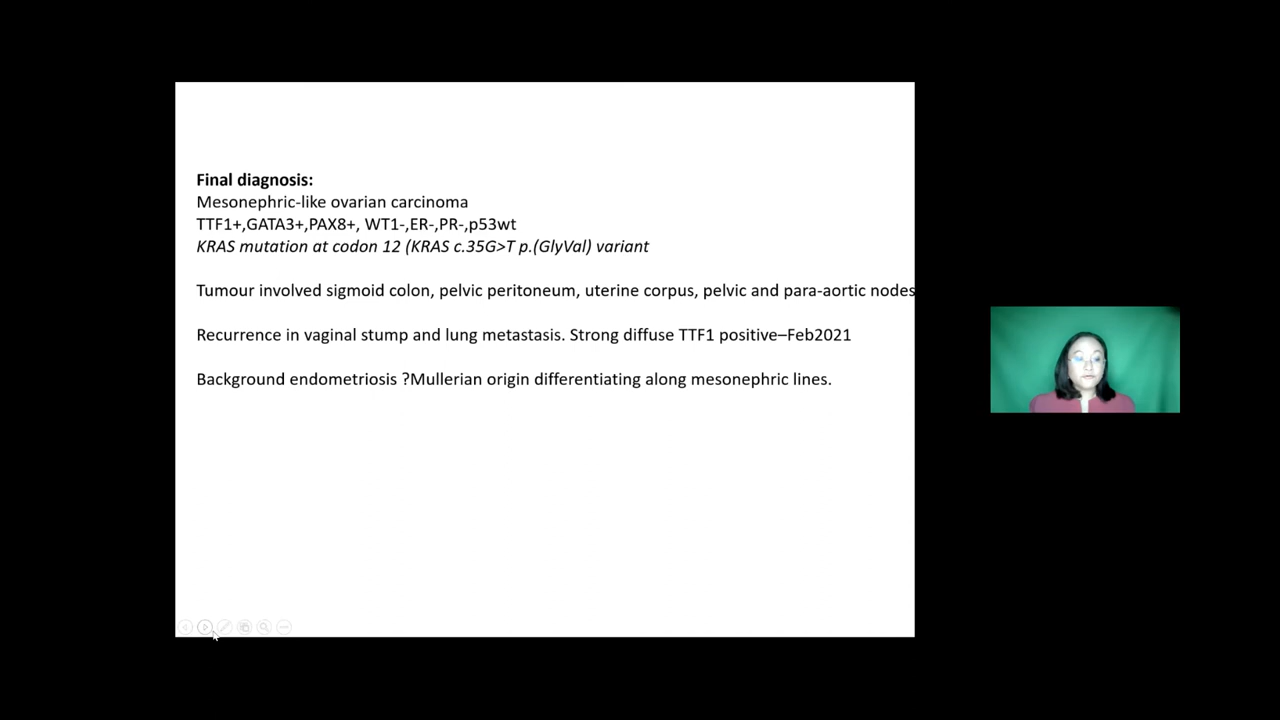 Final diagnosis:
Mesonephric-like ovarian carcinoma
TTF1+,GATA3+,PAX8+, WT1-,ER-,PR-,p53wt
KRAS mutation at codon 12 (KRAS c.35G>T p.(GlyVal) variant
Tumour involved sigmoid colon, pelvic peritoneum, uterine corpus, pelvic and para-aortic nodes
Recurrence in vaginal stump and lung metastasis. Strong diffuse TTF1 positive–Feb2021
Background endometriosis ?Mullerian origin differentiating along mesonephric lines.